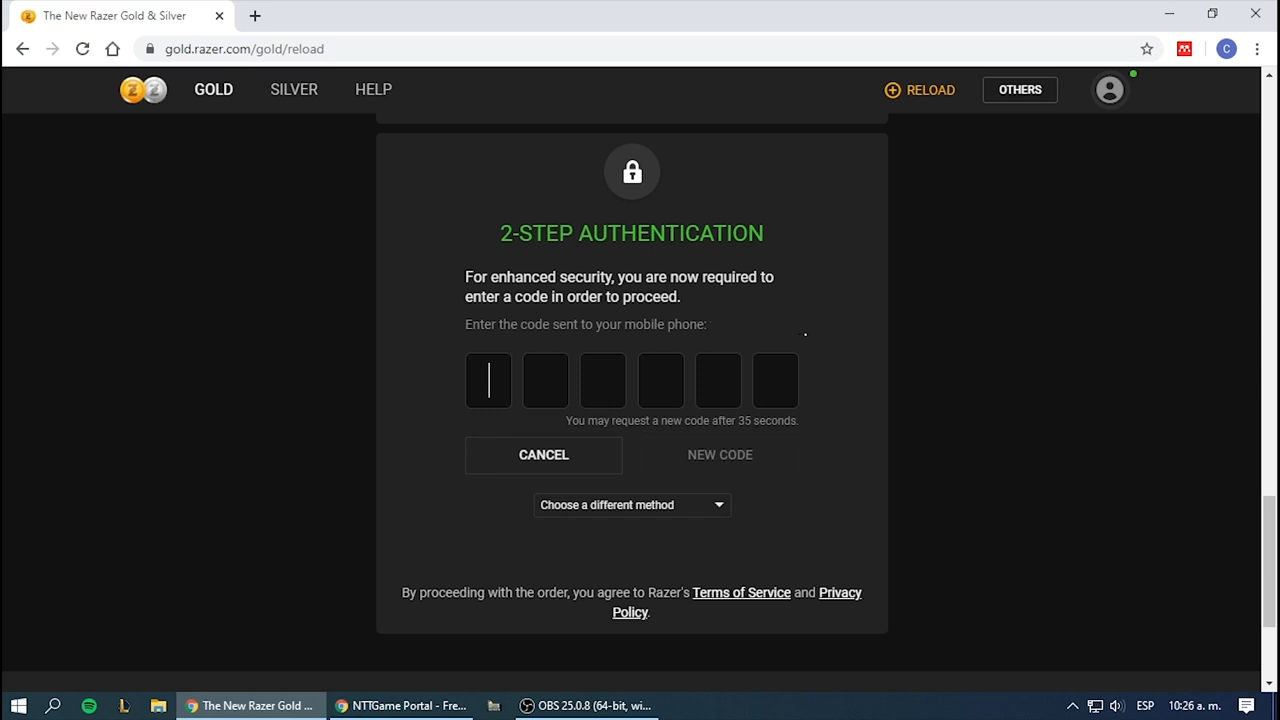 The New Razer Gold & Silver
gold.razer.com/gold/reload
C
GOLD
SILVER
HELP
RELOAD
OTHERS
2-STEP AUTHENTICATION
For enhanced security, you are now required to
enter a code in order to proceed.
Enter the code sent to your mobile phone:
You may request a new code after 35 seconds.
CANCEL
NEW CODE
Choose a different method
By proceeding with the order, you agree to Razer's Terms of Service and Privacy
Policy.
The New Razer Gold ...
NTTGame Portal - Fre...
OBS 25.0.8 (64-bit, wi...
ESP
10:26 a. m.